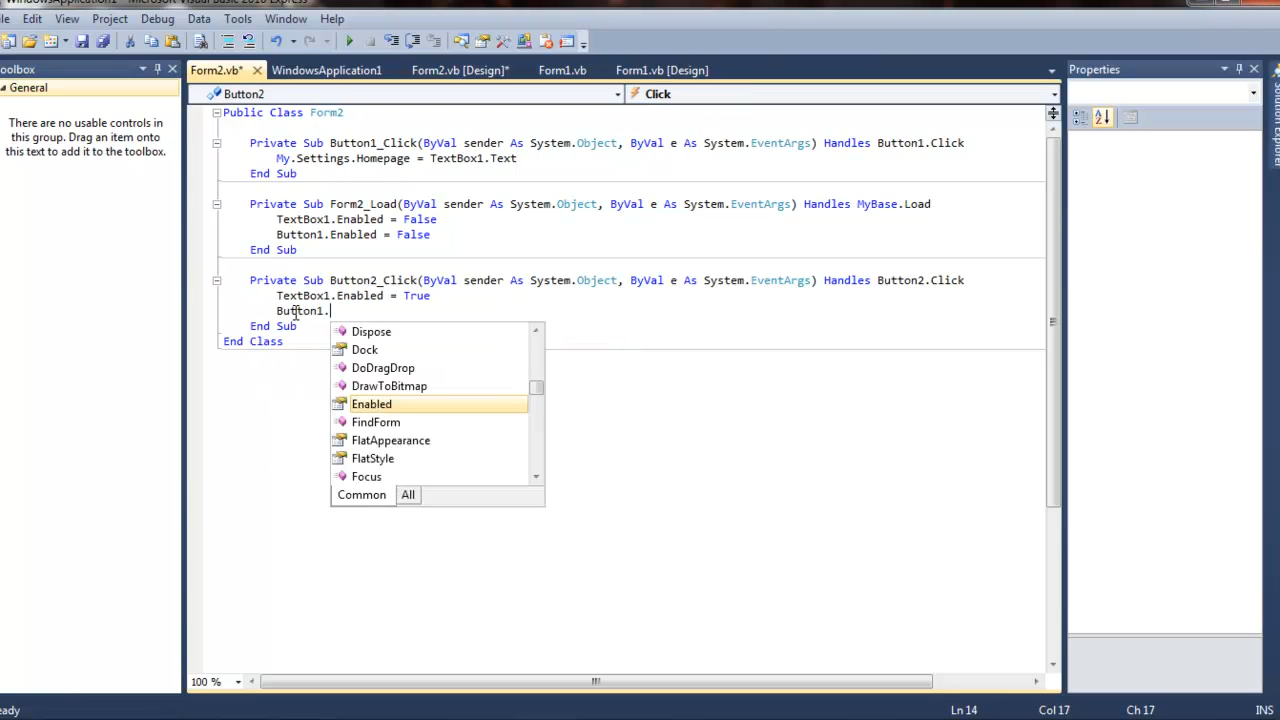 WindowsApplication1 - Microsoft Visual Basic 2010 Express
Edit View Project Debug Data Tools Window Help
oolbox
Form2.vb* WindowsApplication1 Form2.vb [Design]* Form1.vb Form1.vb [Design]
Properties
General
There are no usable controls in
this group. Drag an item onto
this text to add it to the toolbox.
Button2 Click
Public Class Form2
Private Sub Button1_Click(ByVal sender As System.Object, ByVal e As System.EventArgs) Handles Button1.Click
My.Settings.Homepage = TextBox1.Text
End Sub
Private Sub Form2_Load(ByVal sender As System.Object, ByVal e As System.EventArgs) Handles MyBase.Load
TextBox1.Enabled = False
Button1.Enabled = False
End Sub
Private Sub Button2_Click(ByVal sender As System.Object, ByVal e As System.EventArgs) Handles Button2.Click
TextBox1.Enabled = True
Button1.
End Sub
End Class
Dispose
Dock
DoDragDrop
DrawToBitmap
Enabled
FindForm
FlatAppearance
FlatStyle
Focus
Common All
Solution Explorer
100 %
eady Ln 14 Col 17 Ch 17 INS